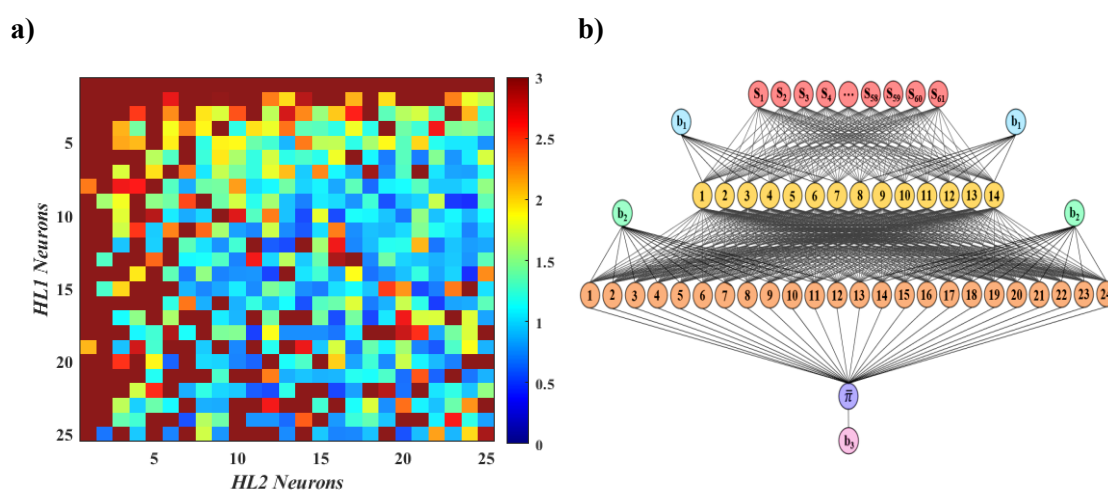 a)
b)
HL1 Neurons
5
10
15
20
25
5 10 15 20 25
HL2 Neurons
3
2.5
2
1.5
1
0.5
0
S1 S2 S3 S4 ... S58 S59 S60 S61
b1 b1
1 2 3 4 5 6 7 8 9 10 11 12 13 14
b2 b2
1 2 3 4 5 6 7 8 9 10 11 12 13 14 15 16 17 18 19 20 21 22 23 24
π̄
b3